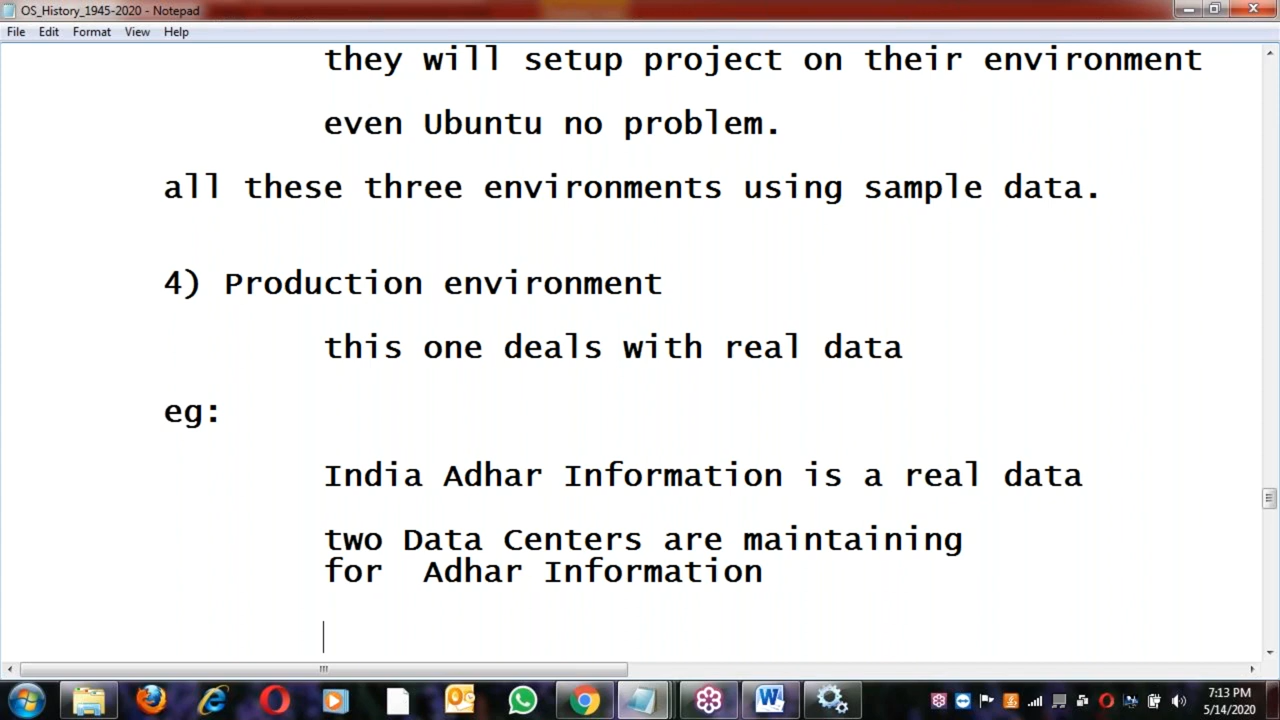 OS_History_1945-2020 - Notepad
File Edit Format View Help
they will setup project on their environment
even Ubuntu no problem.
all these three environments using sample data.
4) Production environment
this one deals with real data
eg:
India Adhar Information is a real data
two Data Centers are maintaining
for  Adhar Information
7:13 PM
5/14/2020